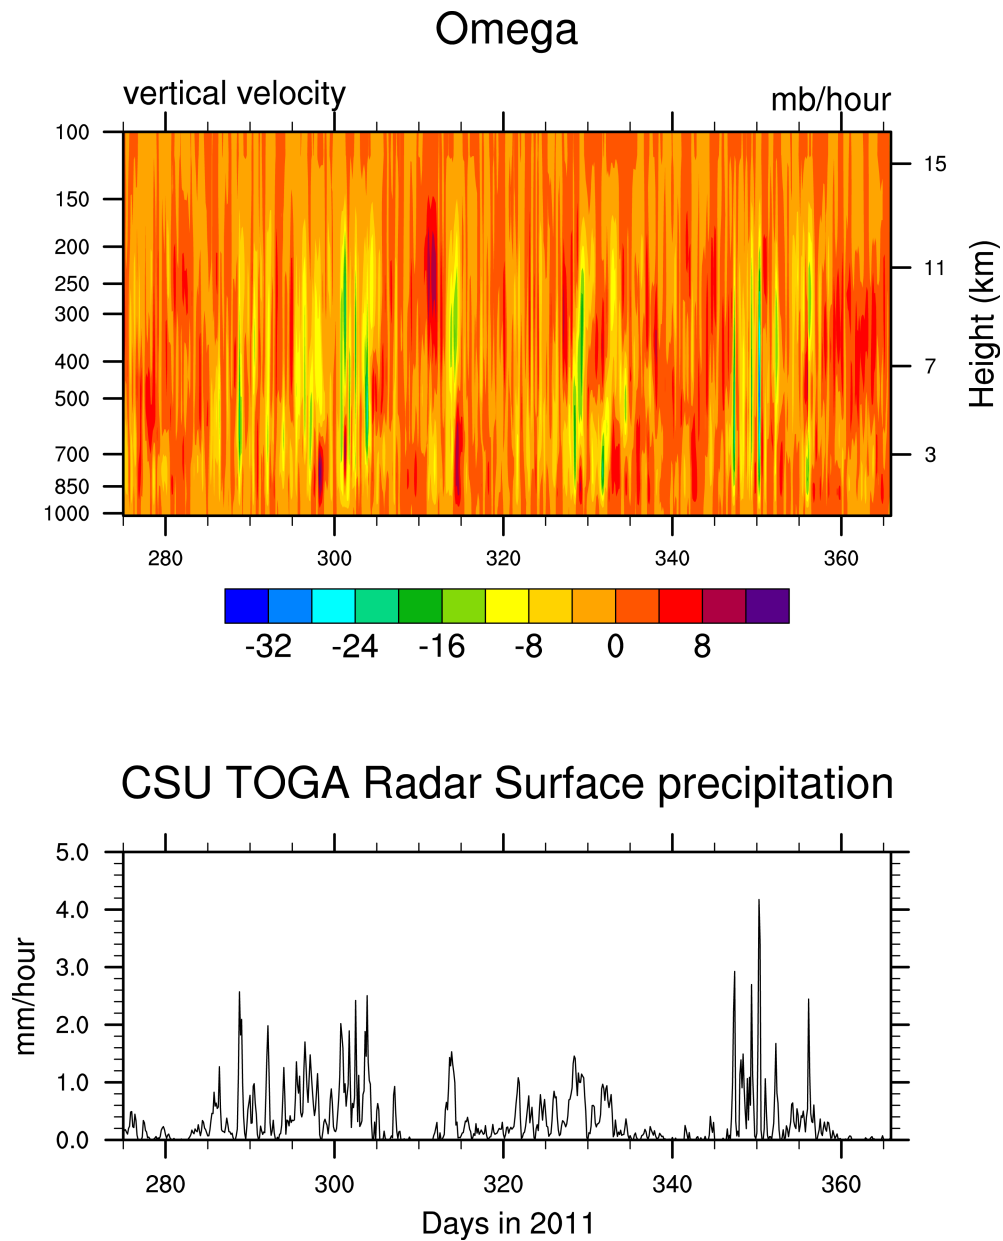 Omega
vertical velocity mb/hour
100
150
200
250
300
400
500
700
850
1000
15
11
7
3
Height (km)
280 300 320 340 360
-32 -24 -16 -8 0 8
CSU TOGA Radar Surface precipitation
5.0
4.0
3.0
2.0
1.0
0.0
mm/hour
280 300 320 340 360
Days in 2011